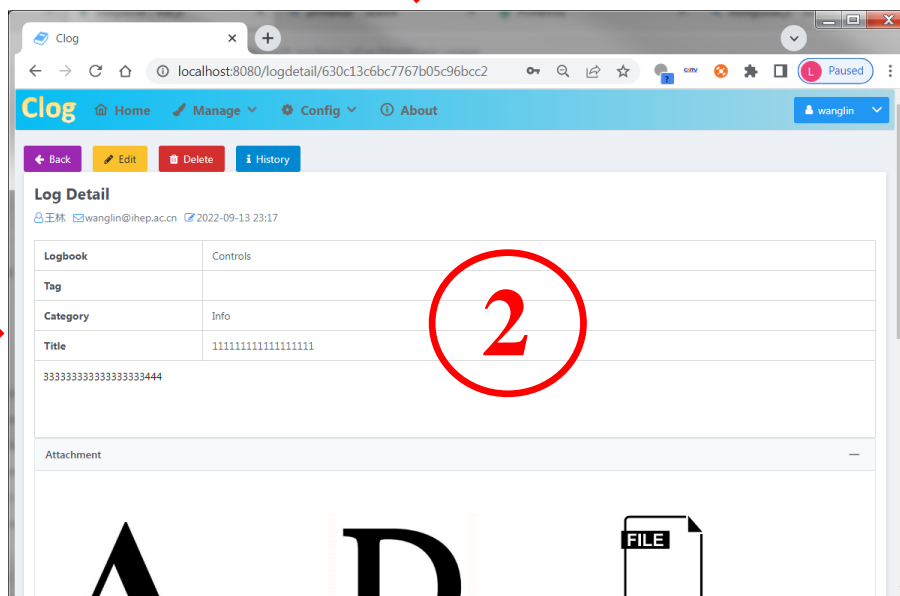 Clog
localhost:8080/logdetail/630c13c6bc7767b05c96bcc2 ? L Paused
Clog Home Manage Config About wanglin
Back Edit Delete History
Log Detail
王林 wanglin@ihep.ac.cn 2022-09-13 23:17
Logbook Controls
Tag
Category Info
Title 111111111111111111
333333333333333333444
2
Attachment
A
FILE